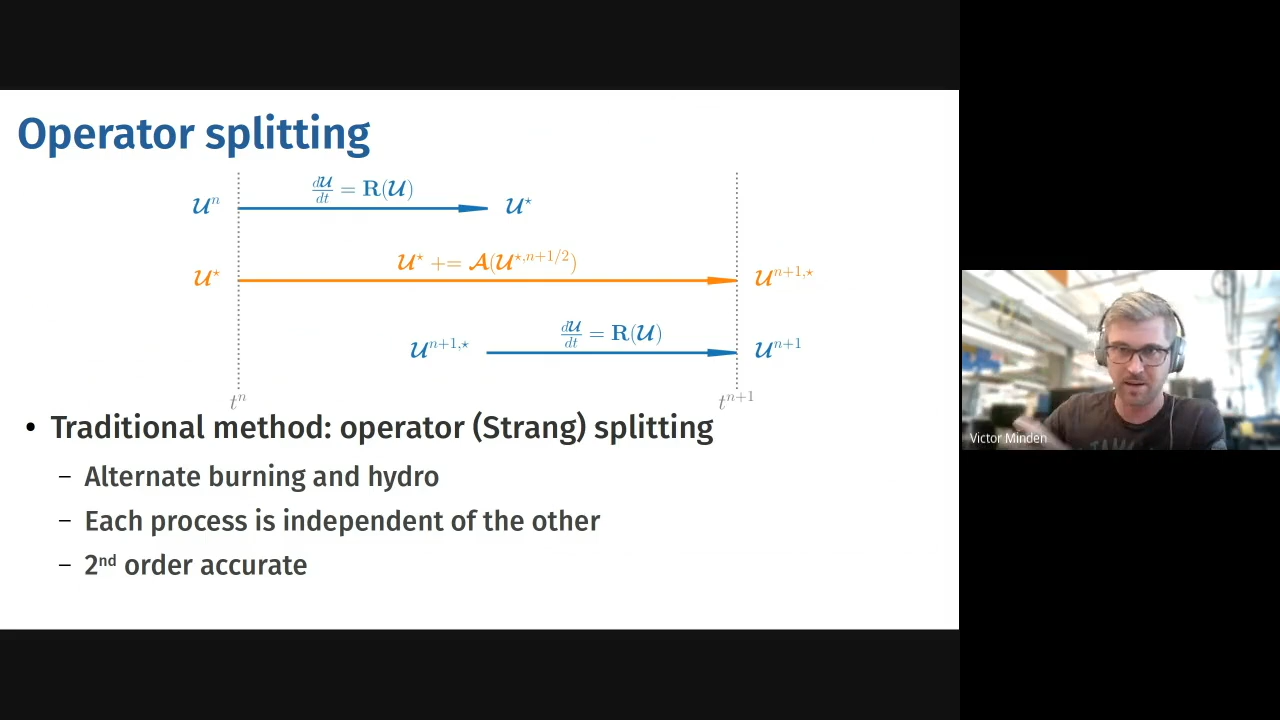 Operator splitting
𝒰ⁿ d𝒰/dt = R(𝒰) 𝒰⋆
𝒰⋆ 𝒰⋆ += 𝒜(𝒰⋆,n+1/2) 𝒰n+1,⋆
𝒰n+1,⋆ d𝒰/dt = R(𝒰) 𝒰n+1
tⁿ tn+1
• Traditional method: operator (Strang) splitting
– Alternate burning and hydro
– Each process is independent of the other
– 2nd order accurate
Victor Minden